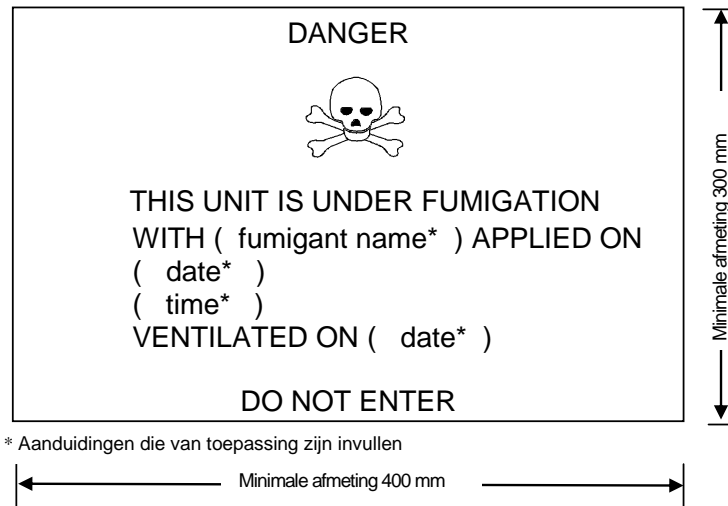 DANGER
THIS UNIT IS UNDER FUMIGATION
WITH ( fumigant name* ) APPLIED ON
( date* )
( time* )
VENTILATED ON ( date* )
DO NOT ENTER
Minimale afmeting 300 mm
* Aanduidingen die van toepassing zijn invullen
Minimale afmeting 400 mm